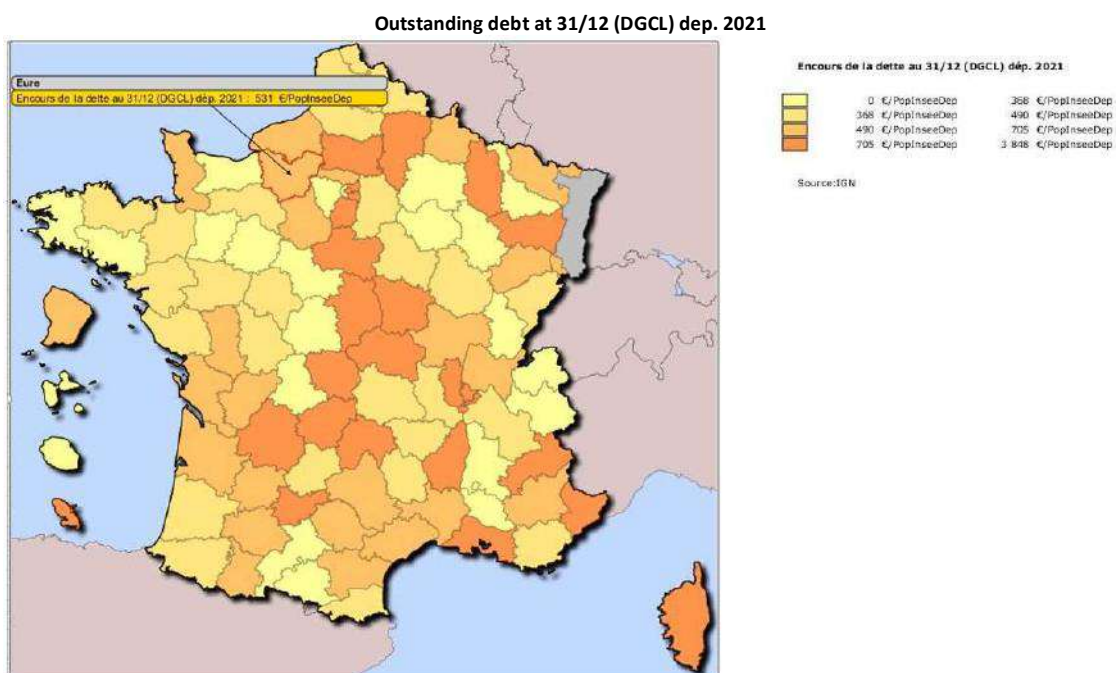 Outstanding debt at 31/12 (DGCL) dep. 2021
Eure
Encours de la dette au 31/12 (DGCL) dép. 2021 : 531 €/PopInseeDep
Encours de la dette au 31/12 (DGCL) dép. 2021
0 €/PopInseeDep 368 €/PopInseeDep
368 €/PopInseeDep 490 €/PopInseeDep
490 €/PopInseeDep 705 €/PopInseeDep
705 €/PopInseeDep 3 848 €/PopInseeDep
Source:IGN